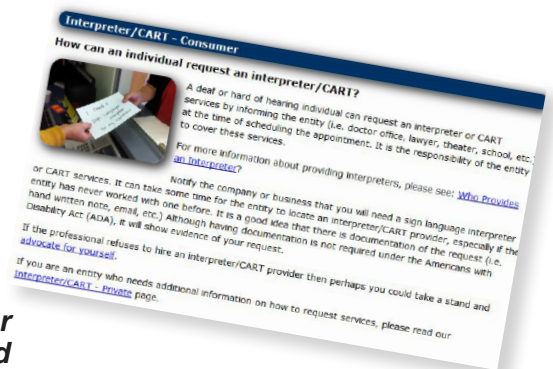 Interpreter/CART - Consumer
How can an individual request an interpreter/CART?
A deaf or hard of hearing individual can request an interpreter or CART
services by informing the entity (i.e. doctor office, lawyer, theater, school, etc.)
at the time of scheduling the appointment. It is the responsibility of the entity
to cover these services.
For more information about providing interpreters, please see: Who Provides
an Interpreter?
Notify the company or business that you will need a sign language interpreter
or CART services. It can take some time for the entity to locate an interpreter/CART provider, especially if the
entity has never worked with one before. It is a good idea that there is documentation of the request (i.e.
hand written note, email, etc.) Although having documentation is not required under the Americans with
Disability Act (ADA), it will show evidence of your request.
If the professional refuses to hire an interpreter/CART provider then perhaps you could take a stand and
advocate for yourself.
If you are an entity who needs additional information on how to request services, please read our
Interpreter/CART - Private page.
r
d